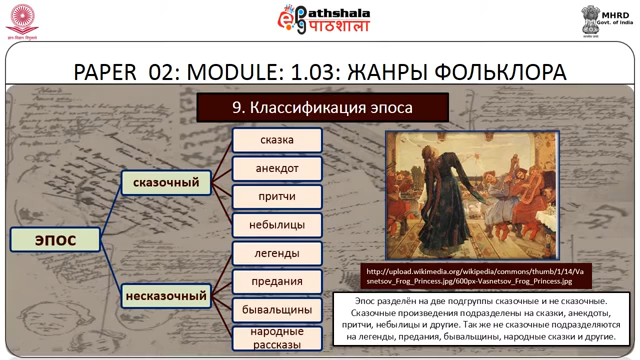 Pathshala
पाठशाला
MHRD
Govt. of India
PAPER 02: MODULE: 1.03: ЖАНРЫ ФОЛЬКЛОРА
9. Классификация эпоса
эпос
сказочный
несказочный
сказка
анекдот
притчи
небылицы
легенды
предания
бывальщины
народные
рассказы
http://upload.wikimedia.org/wikipedia/commons/thumb/1/14/Va
snetsov_Frog_Princess.jpg/600px-Vasnetsov_Frog_Princess.jpg
Эпос разделён на две подгруппы сказочные и не сказочные.
Сказочные произведения подразделены на сказки, анекдоты,
притчи, небылицы и другие. Так же не сказочные подразделяются
на легенды, предания, бывальщины, народные сказки и другие.